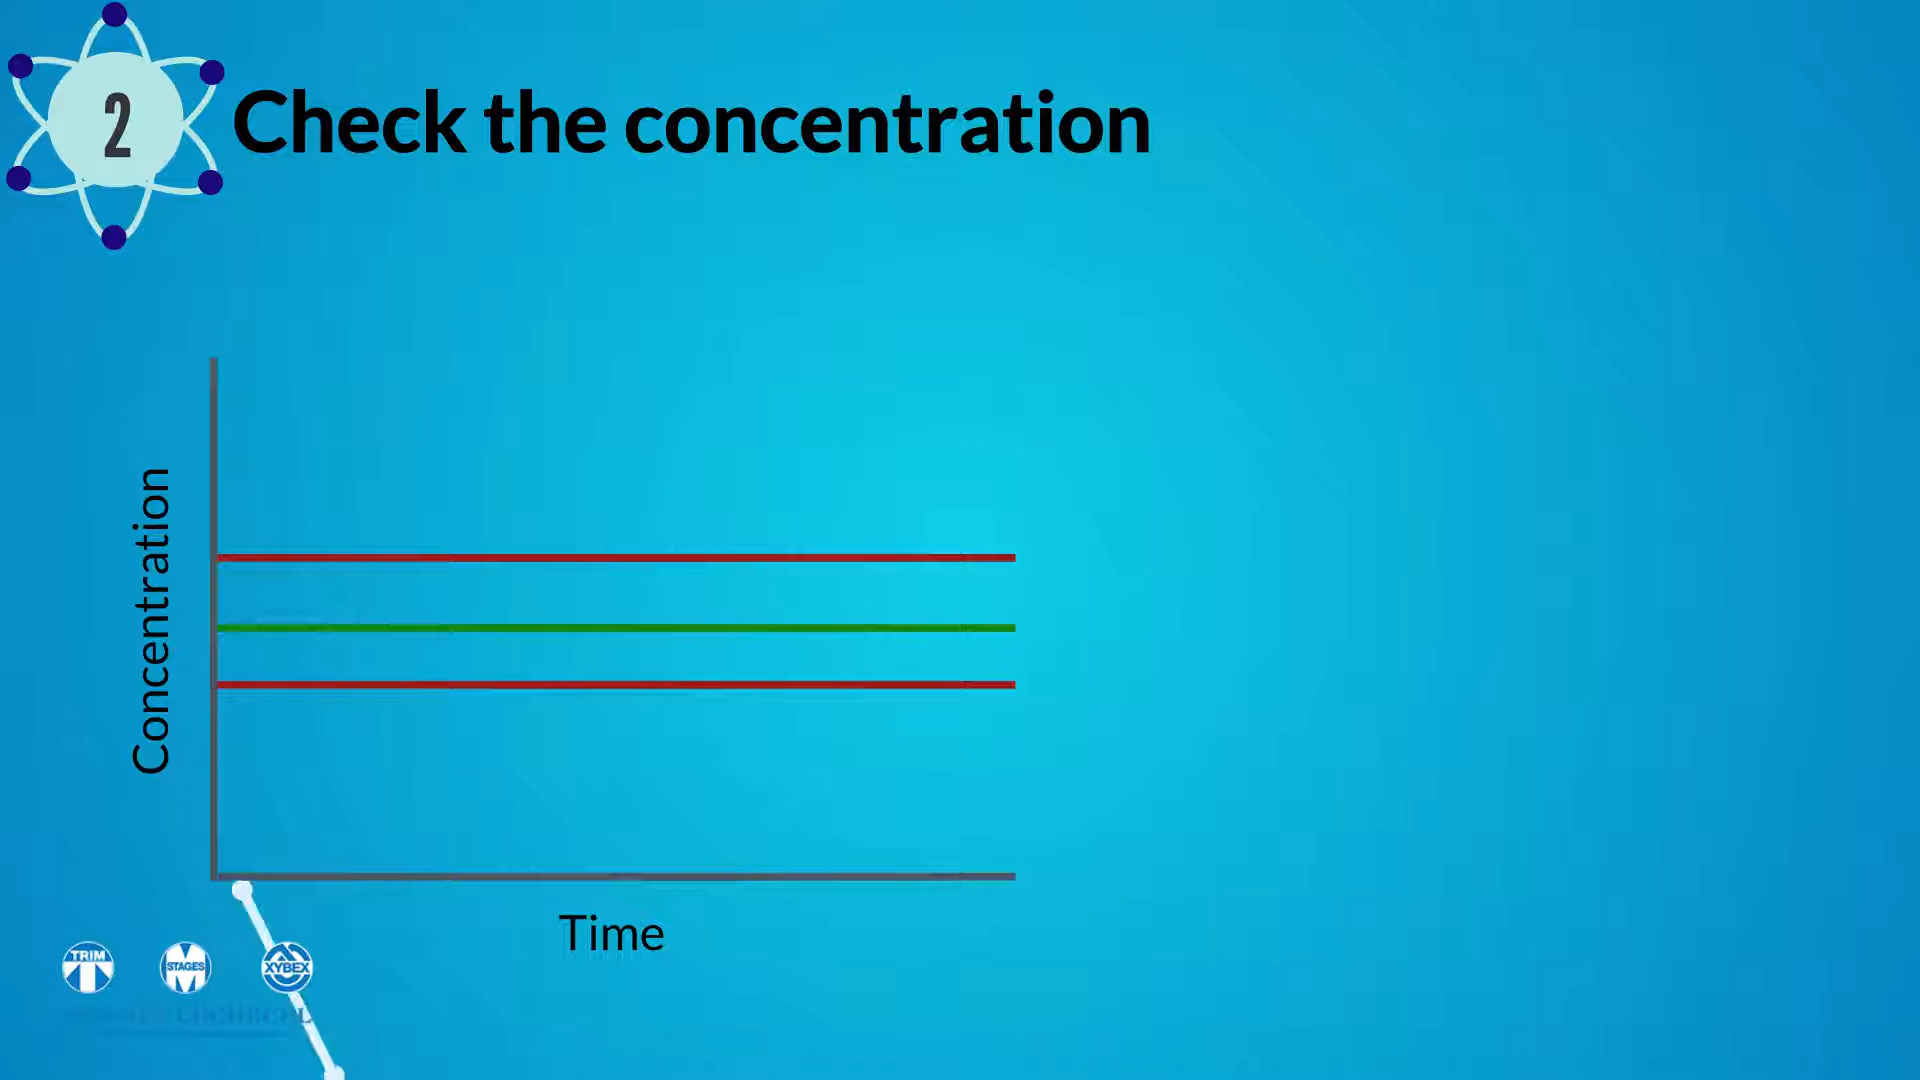 2
Check the concentration
Concentration
Time
TRIM
STAGES
XYBEX